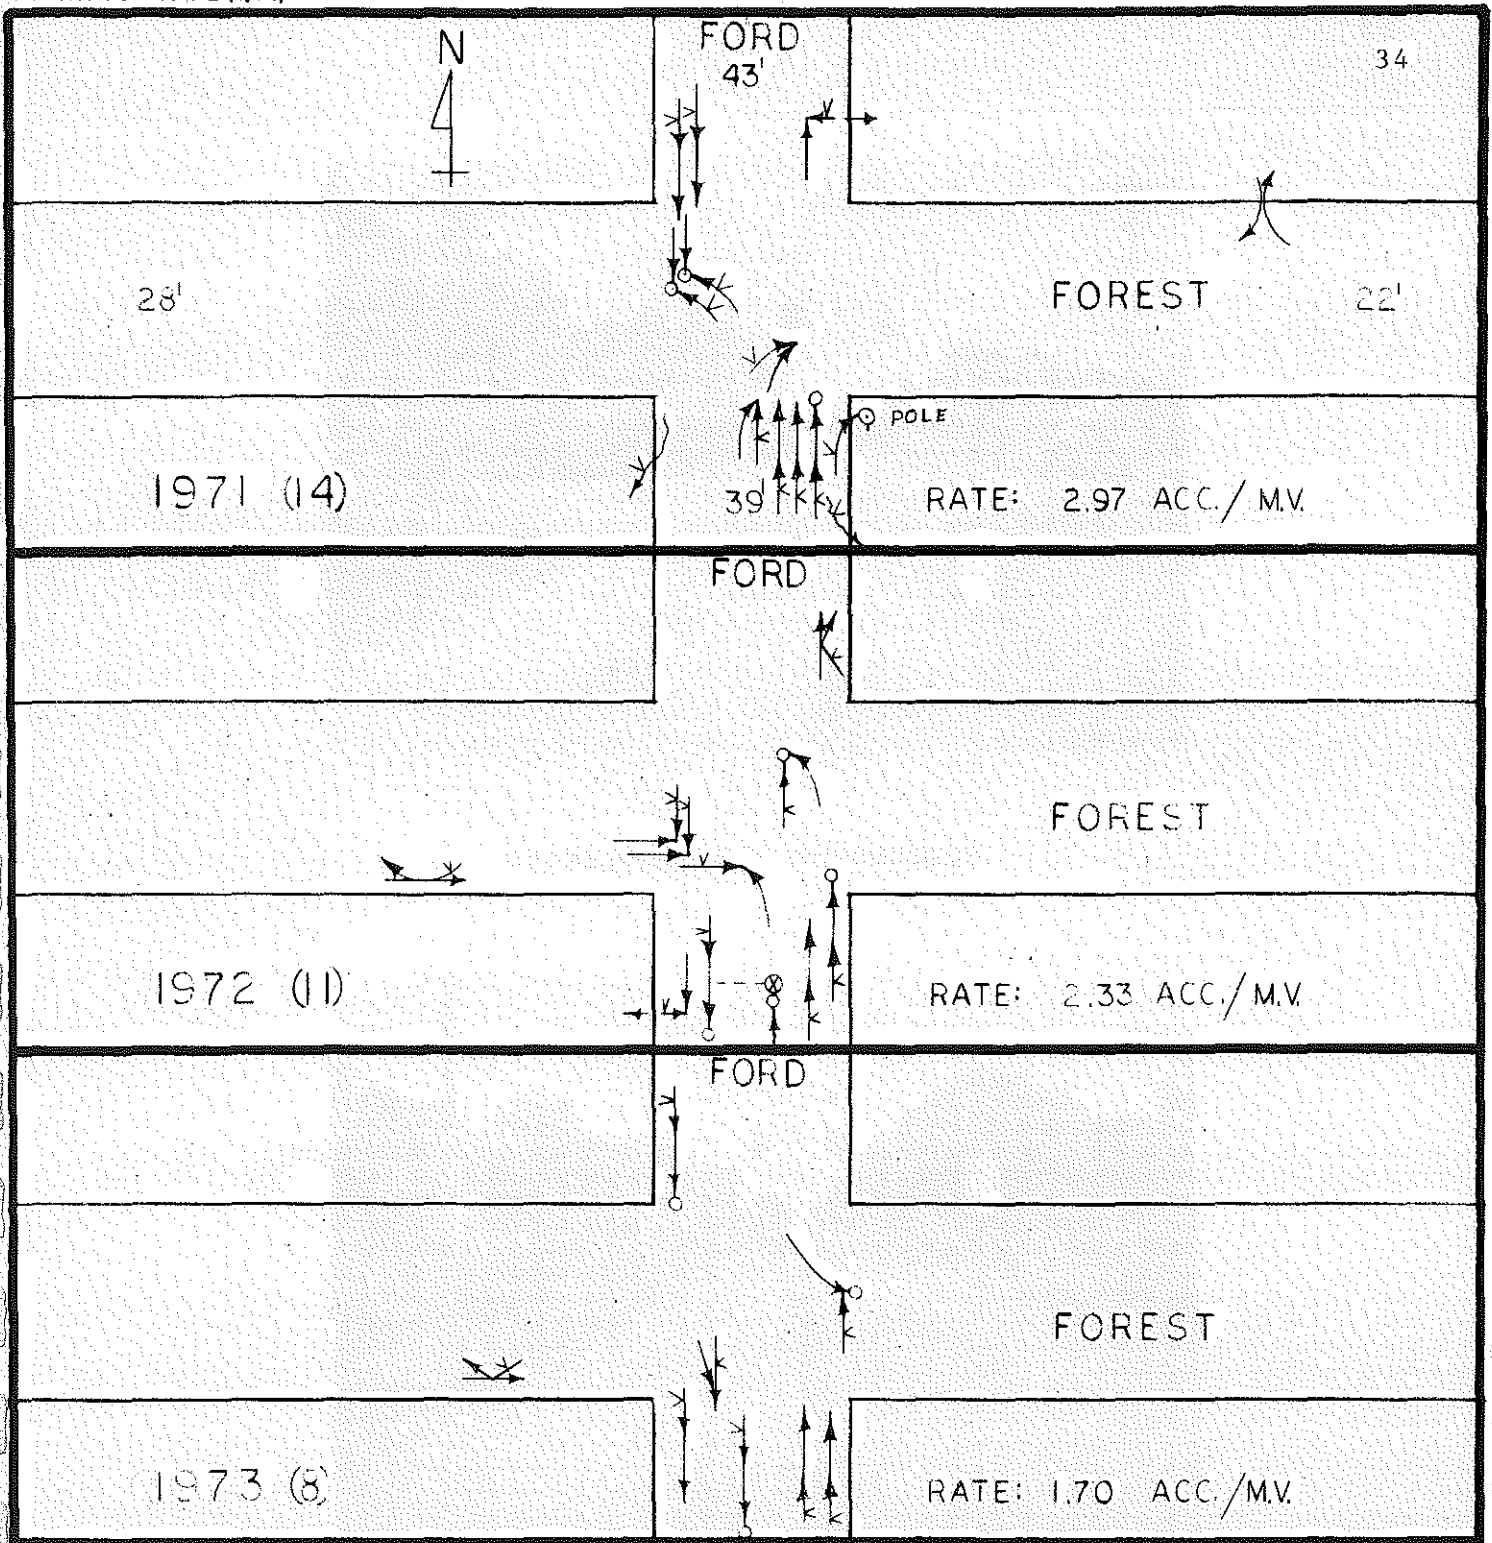 FORD
43'
N
34
28'
FOREST
22'
POLE
1971 (14)
39'
RATE: 2.97 ACC./M.V.
FORD
FOREST
1972 (11)
RATE: 2.33 ACC./M.V.
FORD
FOREST
1973 (8)
RATE: 1.70 ACC./M.V.